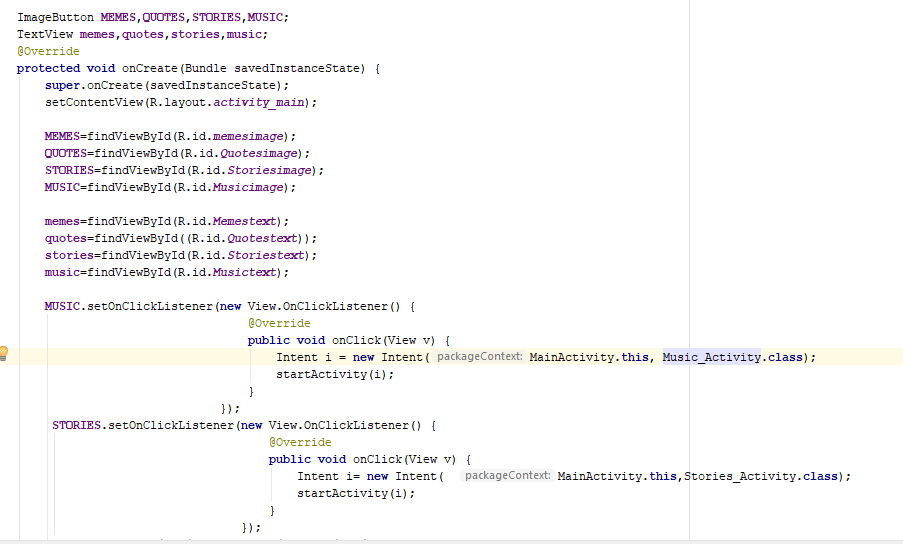 ImageButton MEMES,QUOTES,STORIES,MUSIC;
TextView memes,quotes,stories,music;
@Override
protected void onCreate(Bundle savedInstanceState) {
super.onCreate(savedInstanceState);
setContentView(R.layout.activity_main);
MEMES=findViewById(R.id.memesimage);
QUOTES=findViewById(R.id.Quotesimage);
STORIES=findViewById(R.id.Storiesimage);
MUSIC=findViewById(R.id.Musicimage);
memes=findViewById(R.id.Memestext);
quotes=findViewById((R.id.Quotestext));
stories=findViewById(R.id.Storiestext);
music=findViewById(R.id.Musictext);
MUSIC.setOnClickListener(new View.OnClickListener() {
@Override
public void onClick(View v) {
Intent i = new Intent( packageContext: MainActivity.this, Music_Activity.class);
startActivity(i);
}
});
STORIES.setOnClickListener(new View.OnClickListener() {
@Override
public void onClick(View v) {
Intent i= new Intent( packageContext: MainActivity.this,Stories_Activity.class);
startActivity(i);
}
});